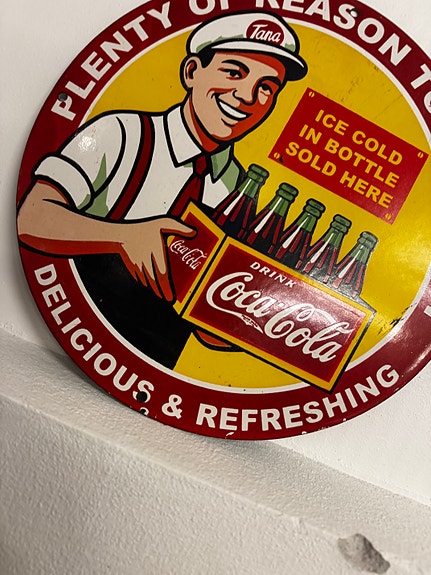 PLENTY OF REASON TO
Tana
ICE COLD
IN BOTTLE
SOLD HERE
Coca-Cola
DRINK
Coca-Cola
DELICIOUS & REFRESHING